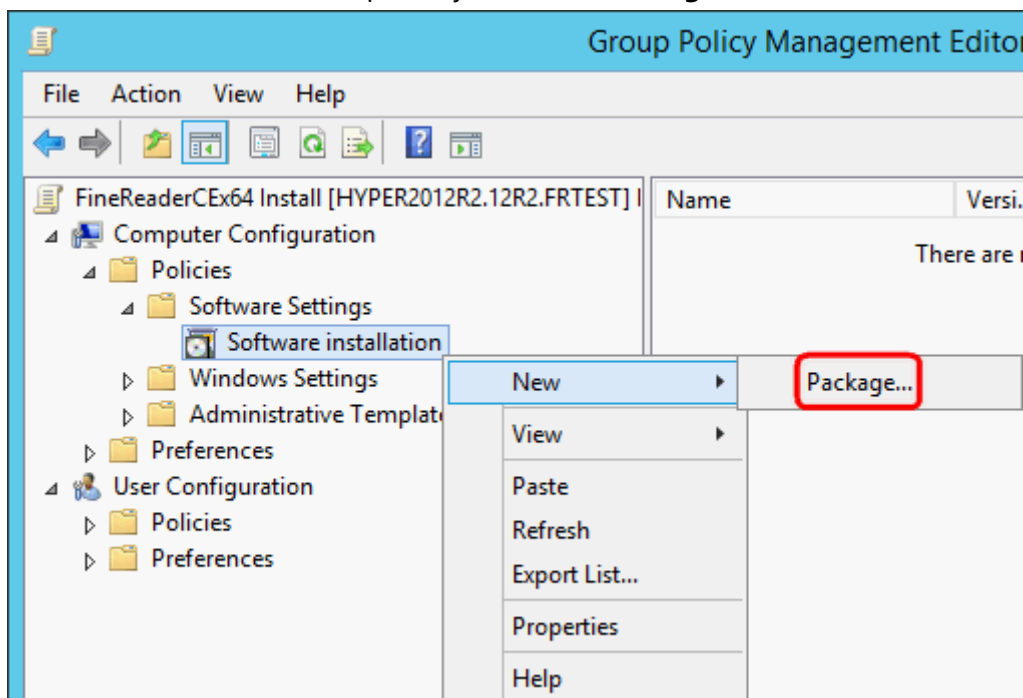 Group Policy Management Editor
File Action View Help
FineReaderCEx64 Install [HYPER2012R2.12R2.FRTEST]
Name Versi..
Computer Configuration
There are
Policies
Software Settings
Software installation
Windows Settings
New
Package...
Administrative Templat
View
Preferences
User Configuration
Paste
Policies
Refresh
Preferences
Export List...
Properties
Help